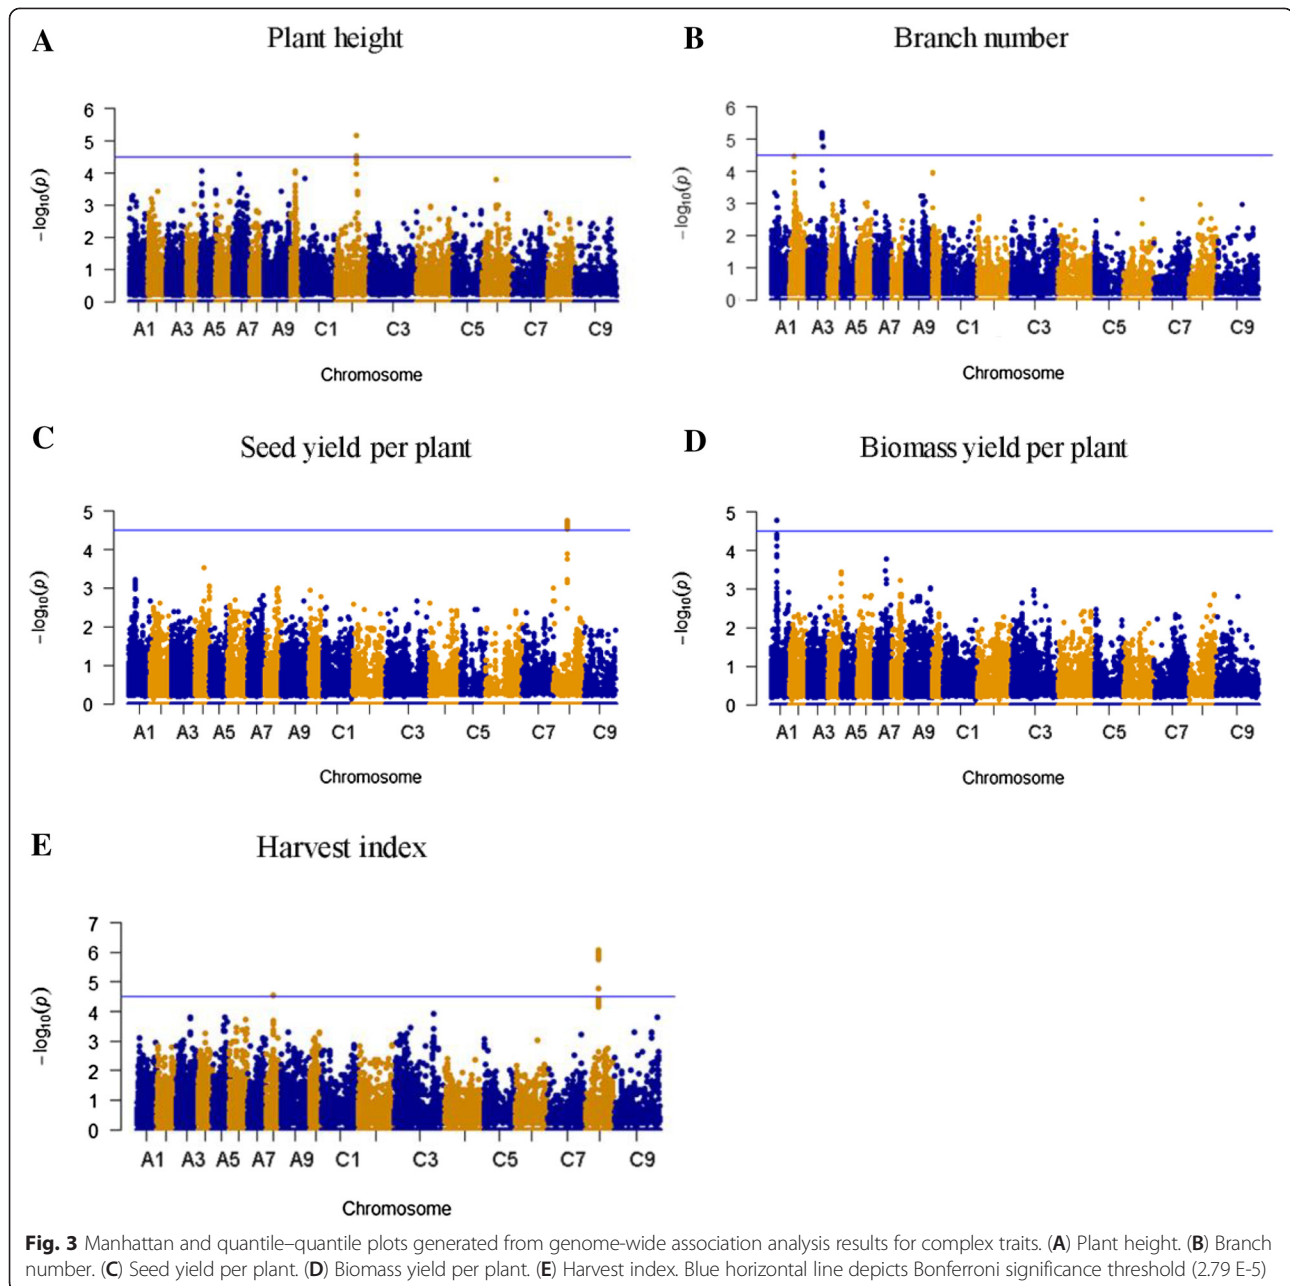 A
Plant height
6
5
4
3
2
1
0
−log10(p)
A1 A3 A5 A7 A9 C1 C3 C5 C7 C9
Chromosome
B
Branch number
6
5
4
3
2
1
0
−log10(p)
A1 A3 A5 A7 A9 C1 C3 C5 C7 C9
Chromosome
C
Seed yield per plant
5
4
3
2
1
0
−log10(p)
A1 A3 A5 A7 A9 C1 C3 C5 C7 C9
Chromosome
D
Biomass yield per plant
5
4
3
2
1
0
−log10(p)
A1 A3 A5 A7 A9 C1 C3 C5 C7 C9
Chromosome
E
Harvest index
7
6
5
4
3
2
1
0
−log10(p)
A1 A3 A5 A7 A9 C1 C3 C5 C7 C9
Chromosome
Fig. 3 Manhattan and quantile–quantile plots generated from genome-wide association analysis results for complex traits. (A) Plant height. (B) Branch
number. (C) Seed yield per plant. (D) Biomass yield per plant. (E) Harvest index. Blue horizontal line depicts Bonferroni significance threshold (2.79 E-5)